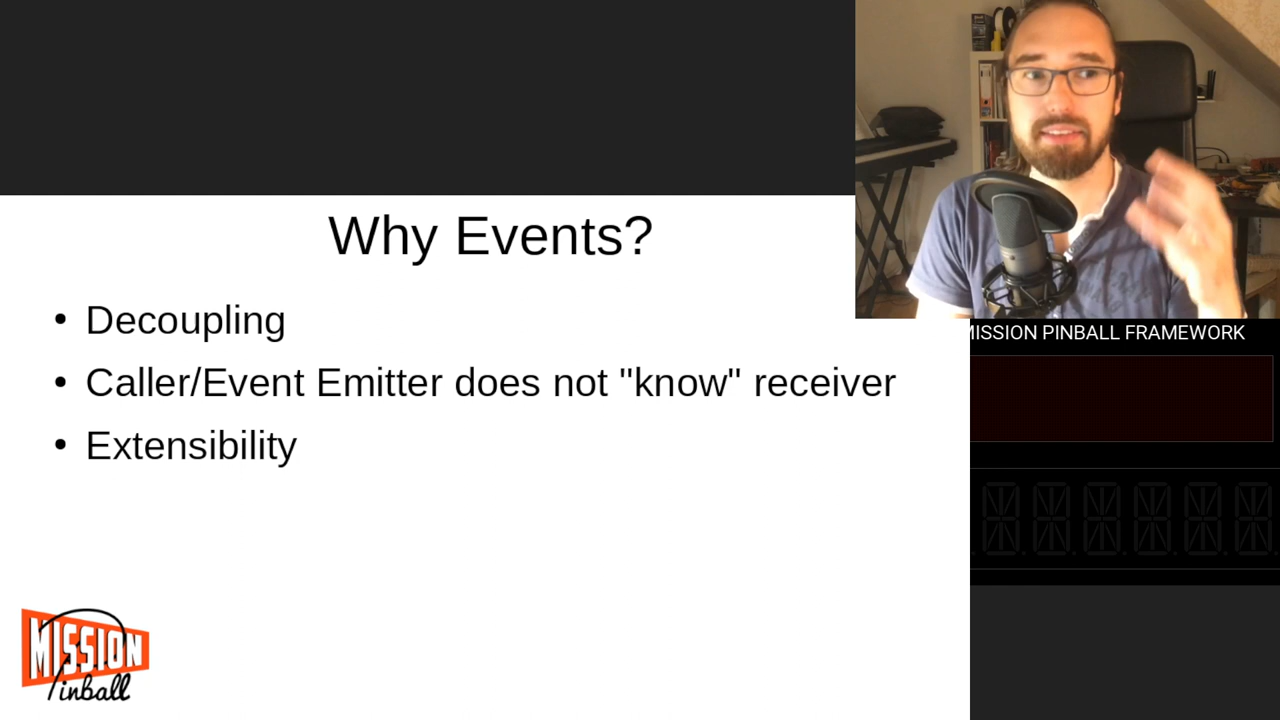 Why Events?
• Decoupling
• Caller/Event Emitter does not "know" receiver
• Extensibility
MISSION PINBALL FRAMEWORK
MISSION
Pinball